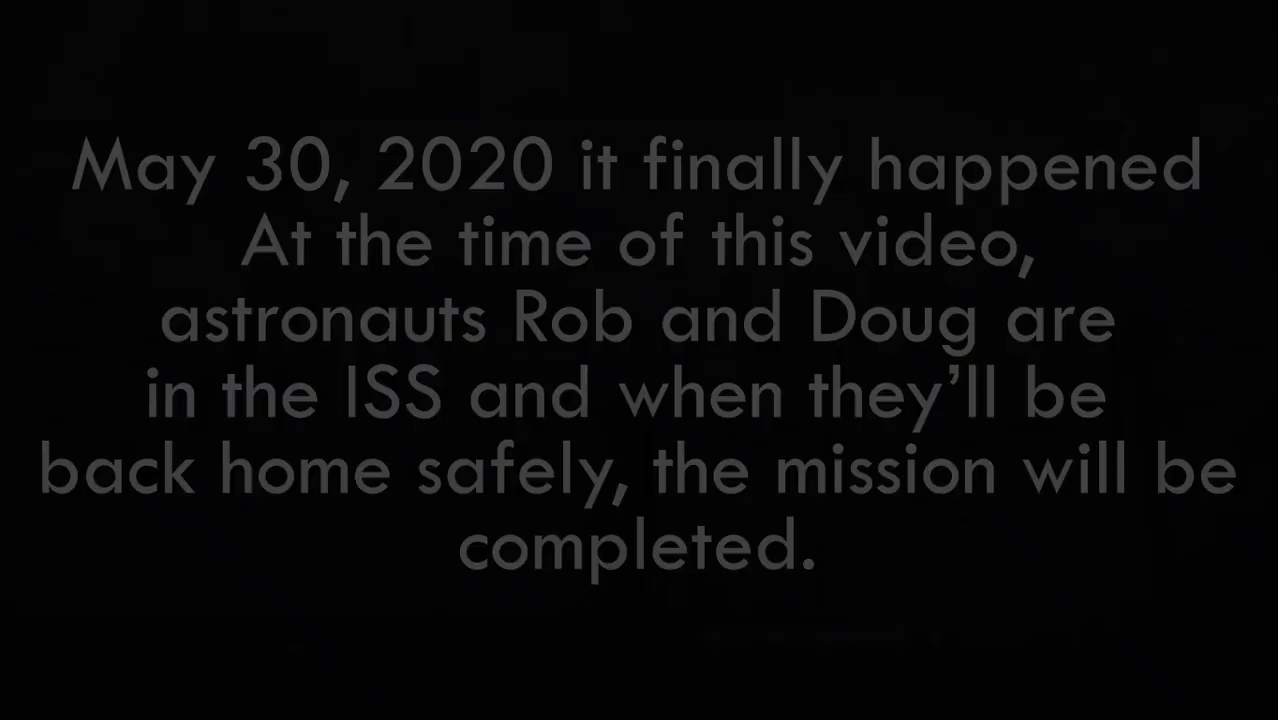 May 30, 2020 it finally happened
At the time of this video,
astronauts Rob and Doug are
in the ISS and when they’ll be
back home safely, the mission will be
completed.